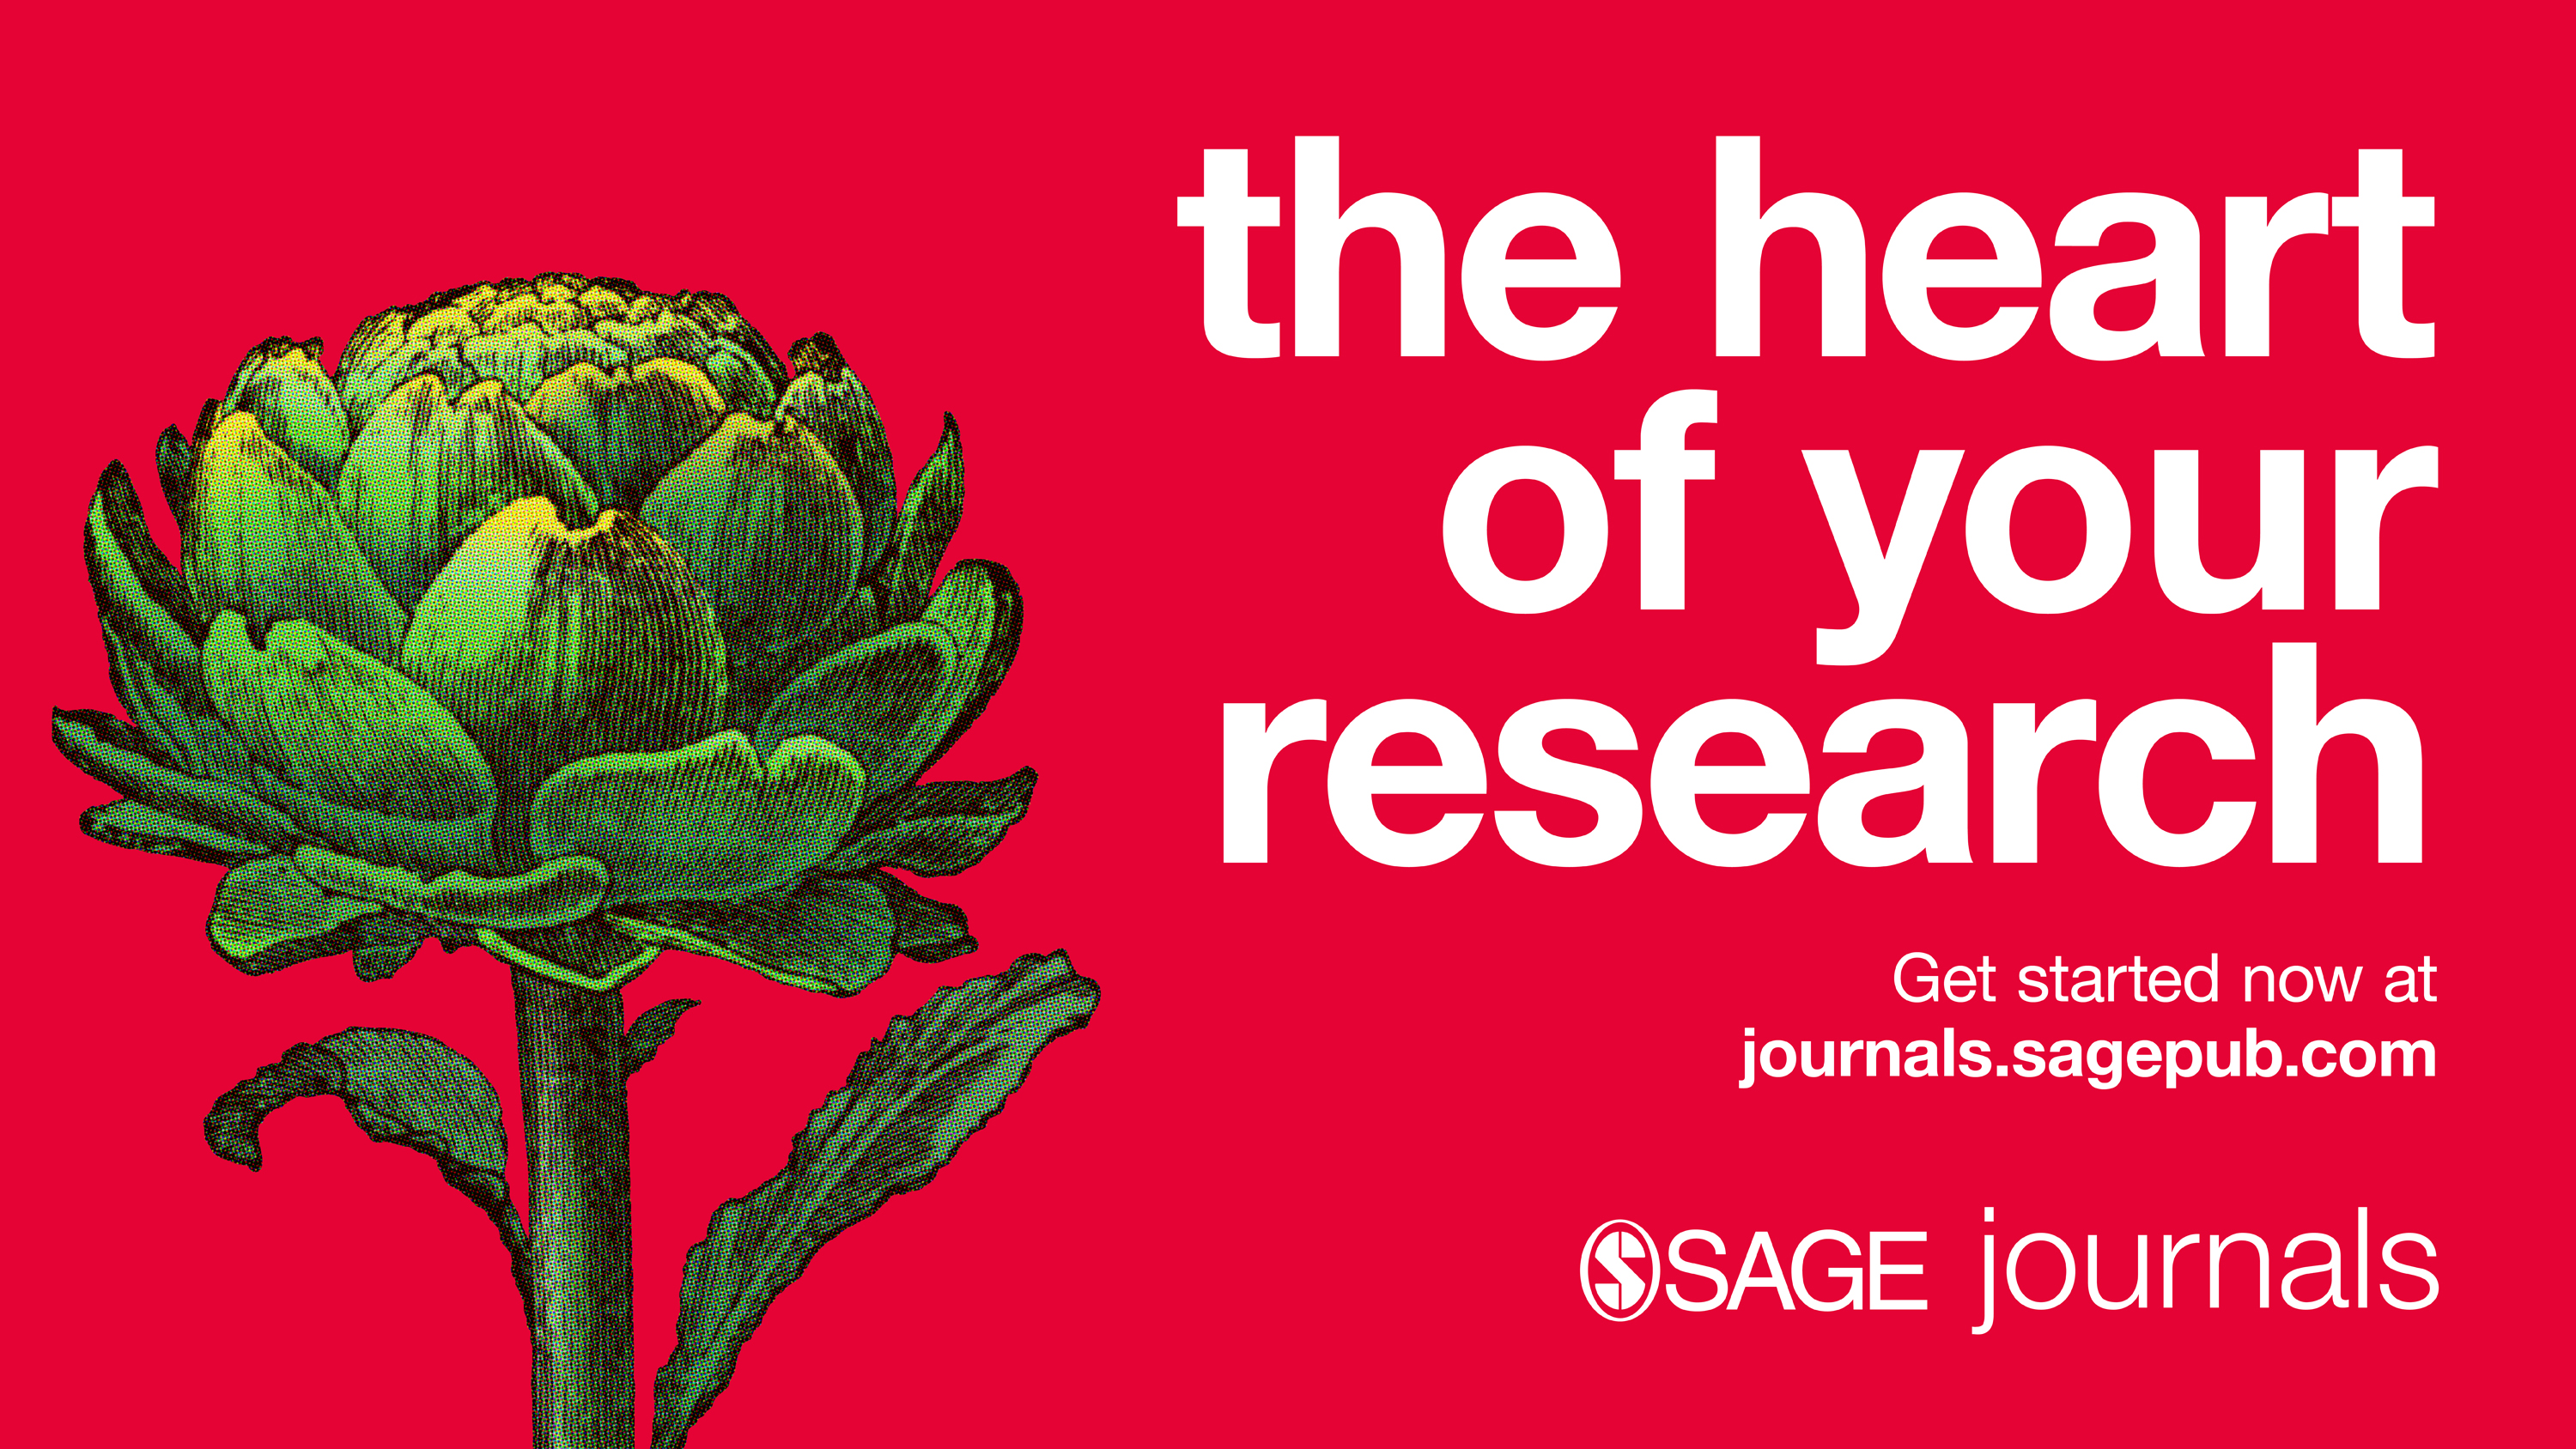 the heart
of your
research
Get started now at
journals.sagepub.com
SAGE journals